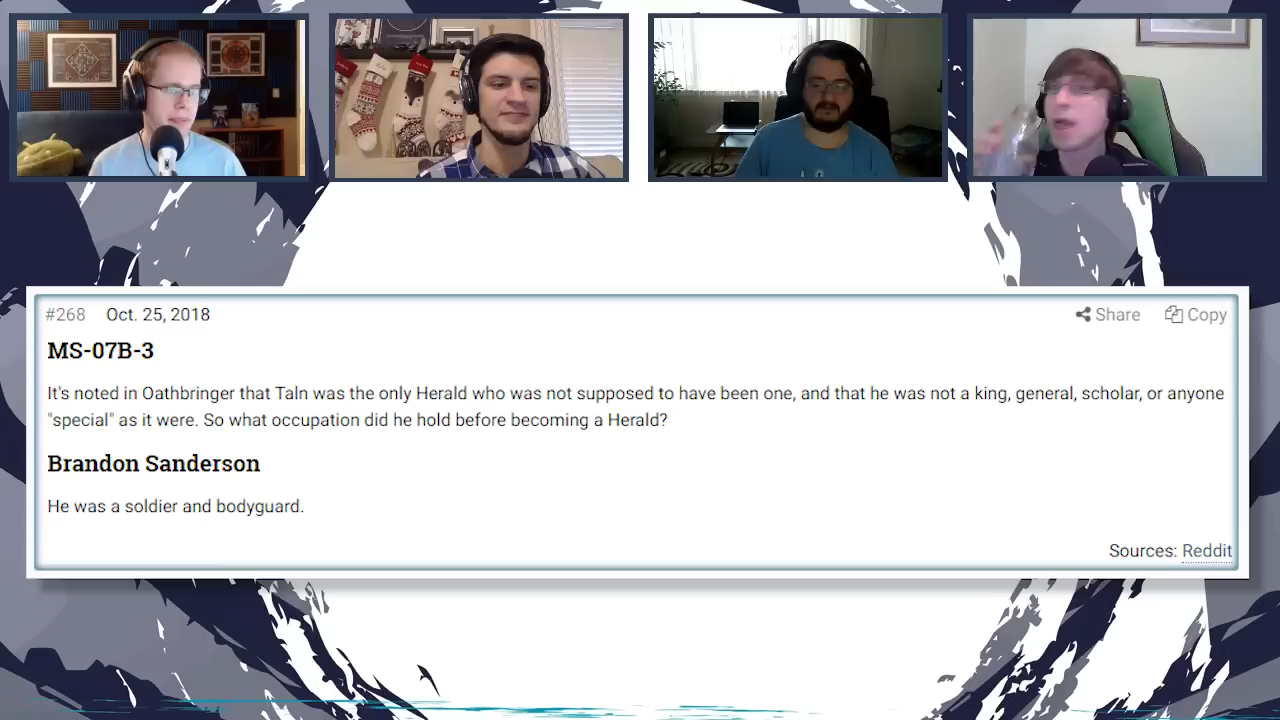 #268 Oct. 25, 2018 Share Copy
MS-07B-3
It's noted in Oathbringer that Taln was the only Herald who was not supposed to have been one, and that he was not a king, general, scholar, or anyone
"special" as it were. So what occupation did he hold before becoming a Herald?
Brandon Sanderson
He was a soldier and bodyguard.
Sources: Reddit